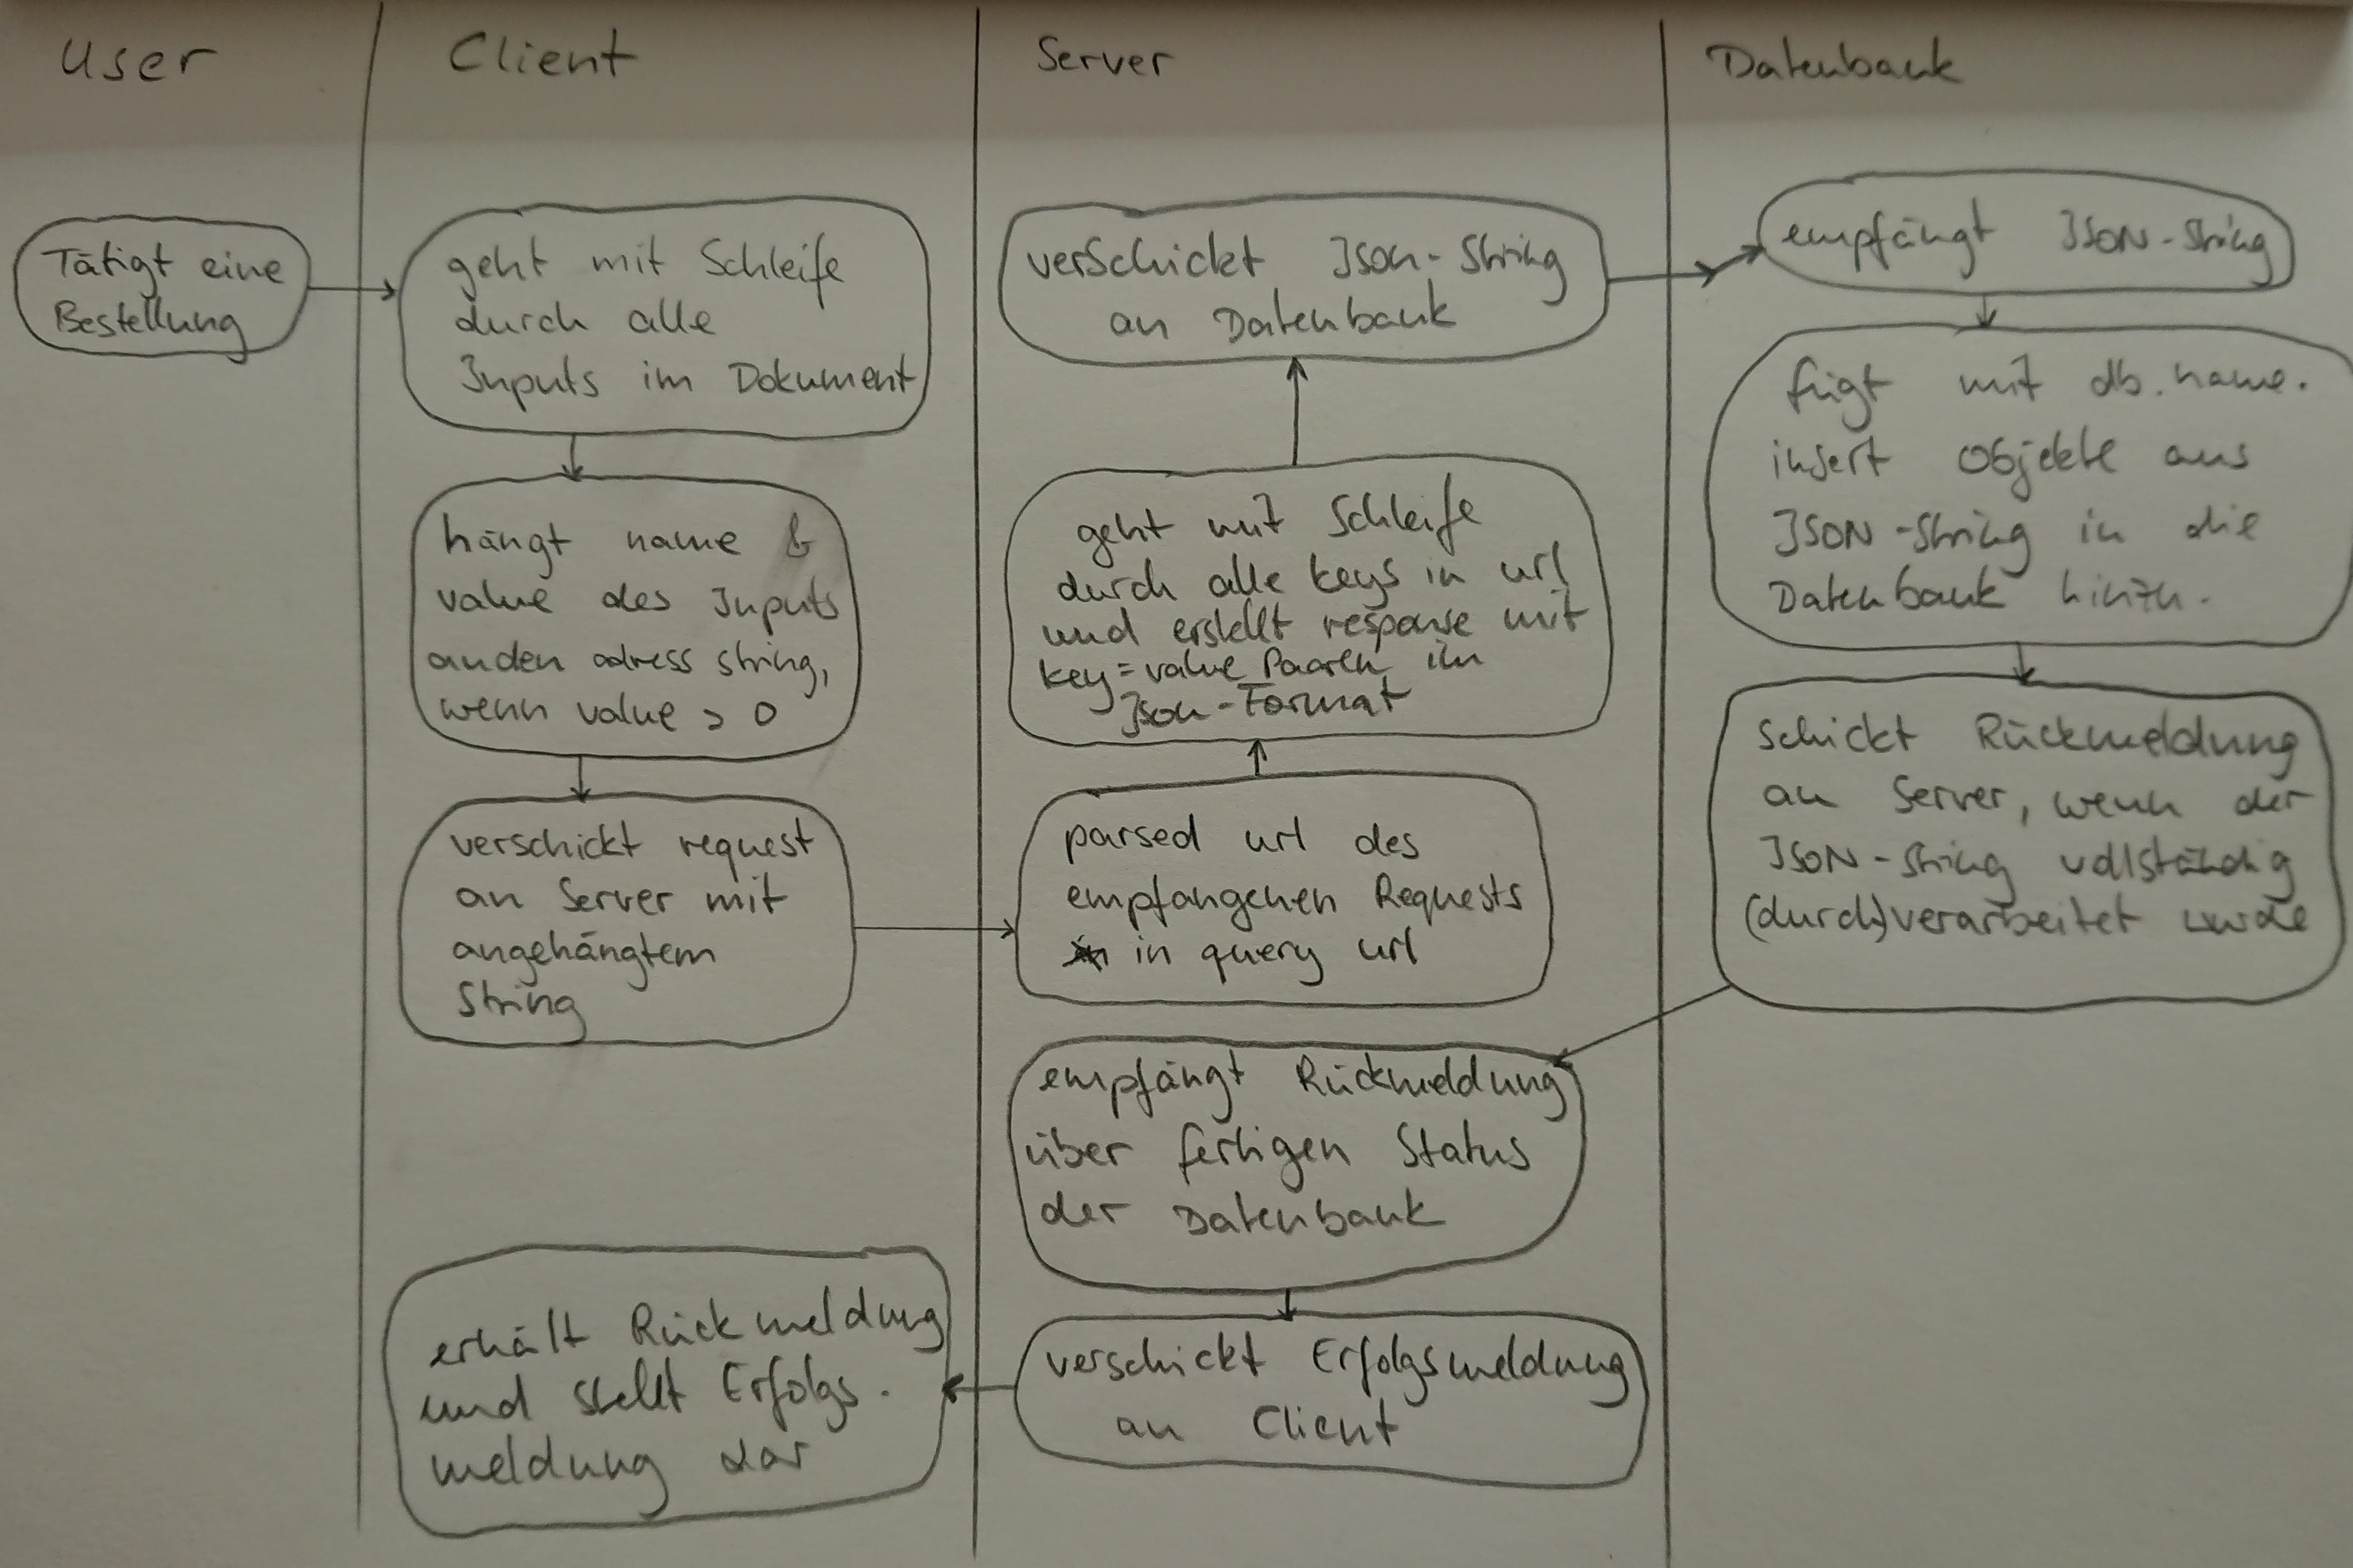 User
Client
Server
Datenbank
Tätigt eine
Bestellung
geht mit Schleife
durch alle
Inputs im Dokument
hängt name &
value des Inputs
an den adress string,
wenn value > 0
verschickt request
an Server mit
angehängtem
String
parsed url des
empfangenen Requests
in query url
geht mit Schleife
durch alle keys in url
und erstellt response mit
key=value Paaren im
Json-Format
verschickt Json-String
an Datenbank
empfängt JSON-String
fügt mit db.name.
insert Objekte aus
JSON-String in die
Datenbank hinzu.
schickt Rückmeldung
an Server, wenn der
JSON-String vollständig
(durch)verarbeitet wurde
empfängt Rückmeldung
über fertigen Status
der Datenbank
verschickt Erfolgsmeldung
an Client
erhält Rückmeldung
und stellt Erfolgs-
meldung dar